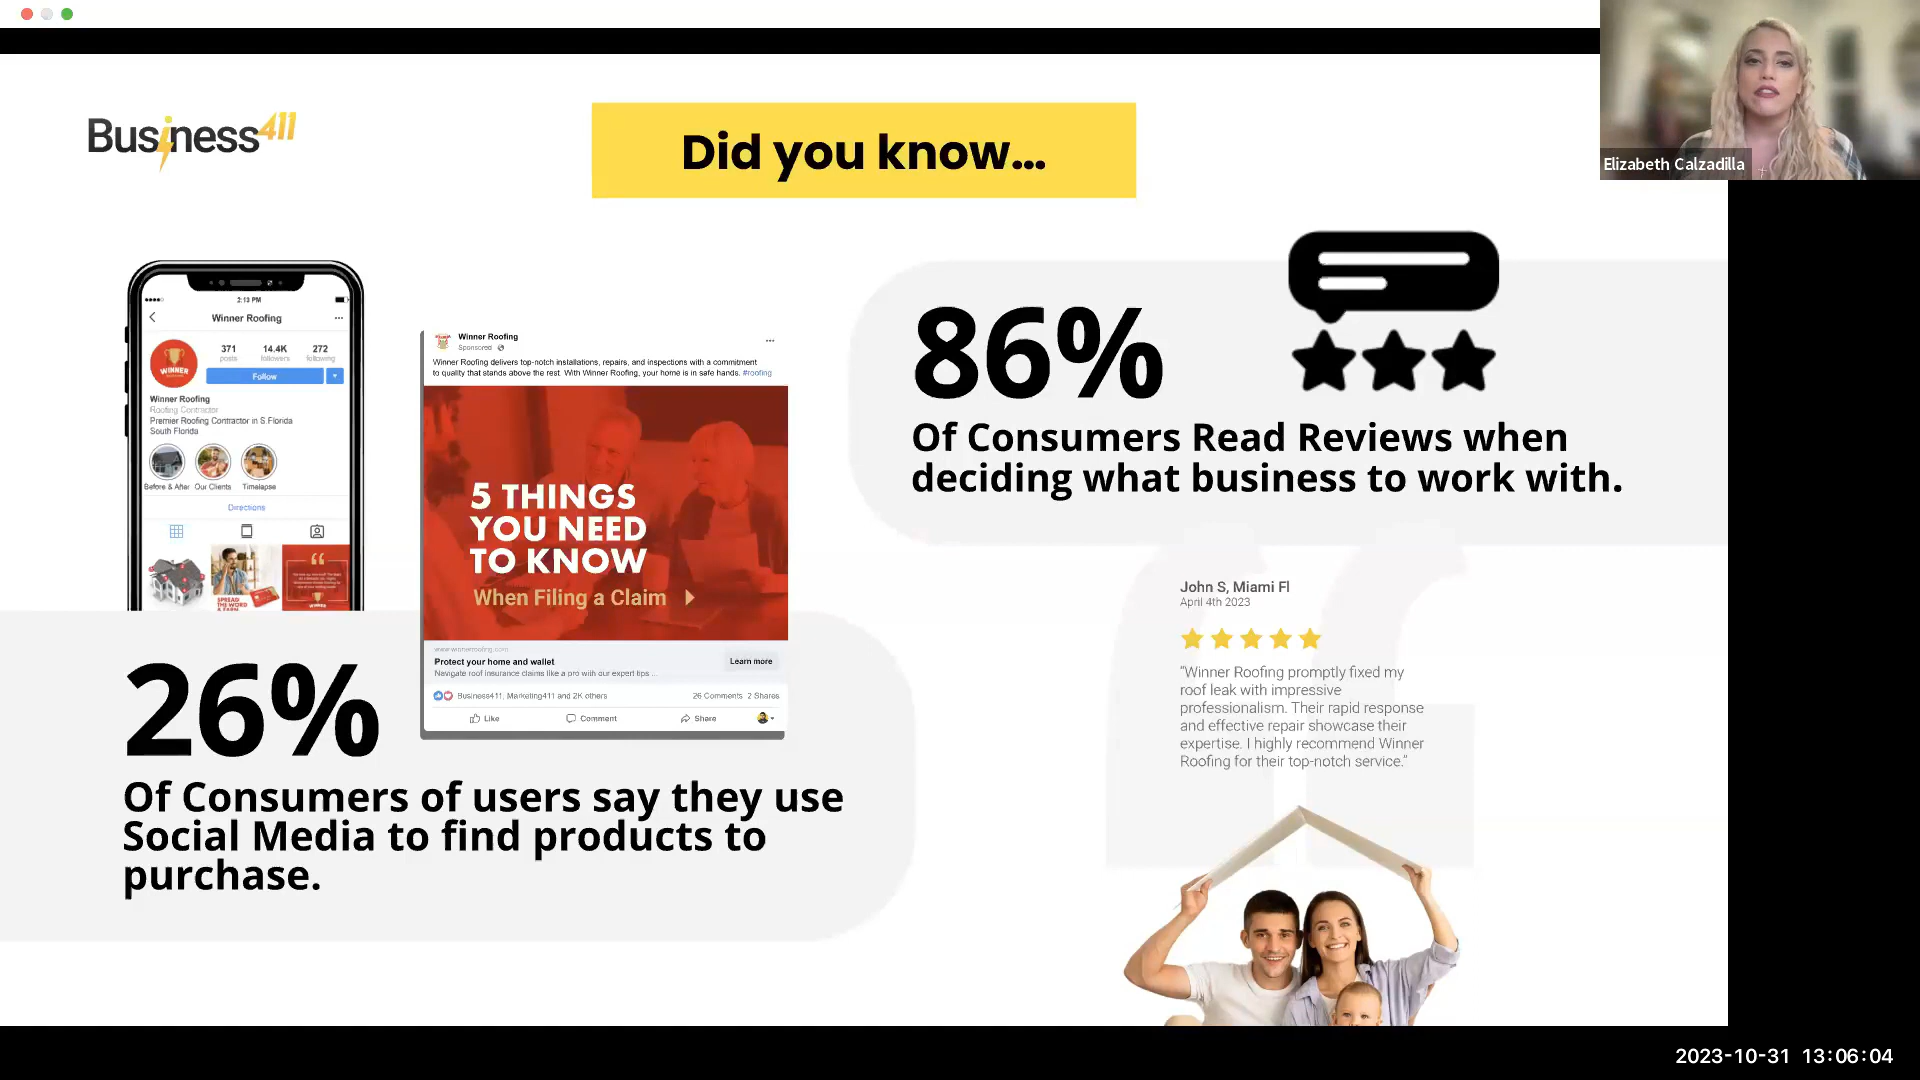 Business411
Did you know...
Elizabeth Calzadilla
2:13 PM
Winner Roofing
371
14.4K
272
posts
followers
following
WINNER
Follow
Winner Roofing
Roofing Contractor
Premier Roofing Contractor in S.Florida
South Florida
Before & After
Our Clients
Timelapse
Directions
SPREAD
THE WORD
Winner Roofing
Sponsored
Winner Roofing delivers top-notch installations, repairs, and inspections with a commitment
to quality that stands above the rest. With Winner Roofing, your home is in safe hands. #roofing
5 THINGS
YOU NEED
TO KNOW
When Filing a Claim
www.winnerroofing.com
Protect your home and wallet
Learn more
Navigate roof insurance claims like a pro with our expert tips ...
Business411, Marketing411 and 2K others
26 Comments 2 Shares
Like
Comment
Share
26%
Of Consumers of users say they use
Social Media to find products to
purchase.
86%
Of Consumers Read Reviews when
deciding what business to work with.
John S, Miami Fl
April 4th 2023
“Winner Roofing promptly fixed my
roof leak with impressive
professionalism. Their rapid response
and effective repair showcase their
expertise. I highly recommend Winner
Roofing for their top-notch service.”
2023-10-31 13:06:04